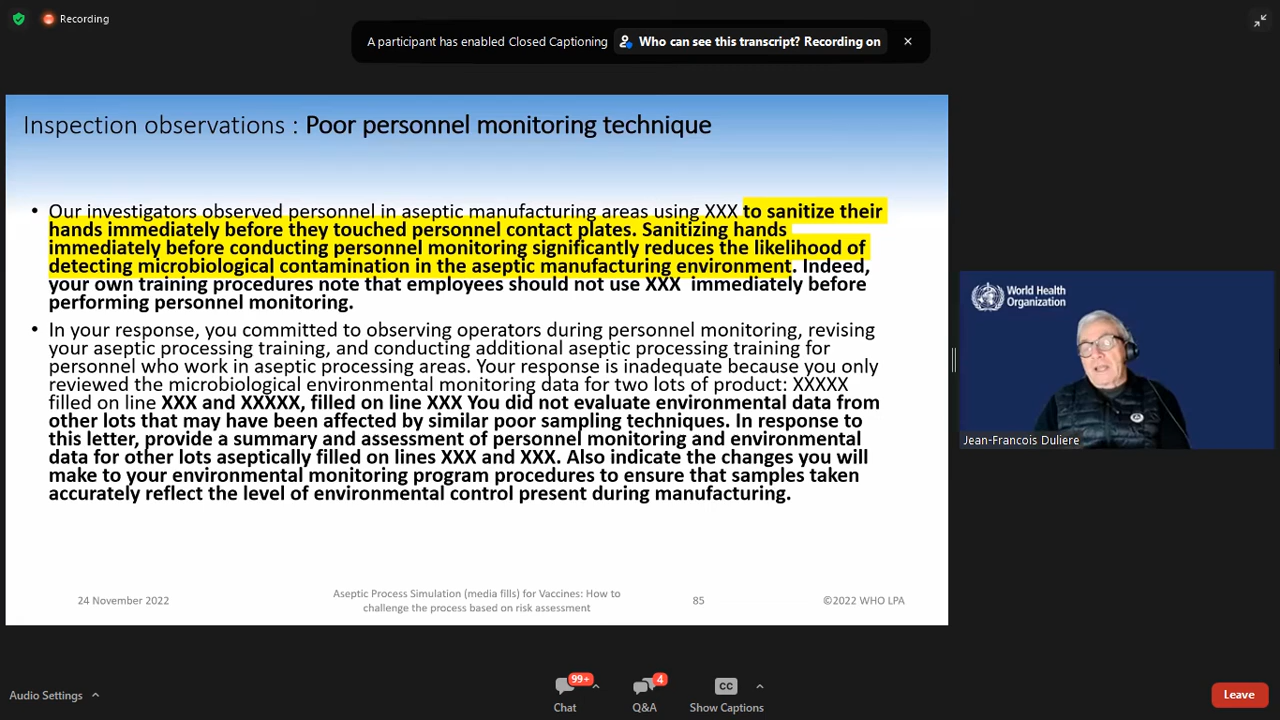 Recording
A participant has enabled Closed Captioning Who can see this transcript? Recording on
Inspection observations : Poor personnel monitoring technique
• Our investigators observed personnel in aseptic manufacturing areas using XXX to sanitize their
hands immediately before they touched personnel contact plates. Sanitizing hands
immediately before conducting personnel monitoring significantly reduces the likelihood of
detecting microbiological contamination in the aseptic manufacturing environment. Indeed,
your own training procedures note that employees should not use XXX immediately before
performing personnel monitoring.
• In your response, you committed to observing operators during personnel monitoring, revising
your aseptic processing training, and conducting additional aseptic processing training for
personnel who work in aseptic processing areas. Your response is inadequate because you only
reviewed the microbiological environmental monitoring data for two lots of product: XXXXX
filled on line XXX and XXXXX, filled on line XXX You did not evaluate environmental data from
other lots that may have been affected by similar poor sampling techniques. In response to
this letter, provide a summary and assessment of personnel monitoring and environmental
data for other lots aseptically filled on lines XXX and XXX. Also indicate the changes you will
make to your environmental monitoring program procedures to ensure that samples taken
accurately reflect the level of environmental control present during manufacturing.
24 November 2022
Aseptic Process Simulation (media fills) for Vaccines: How to
challenge the process based on risk assessment
85
©2022 WHO LPA
World Health
Organization
Jean-Francois Duliere
Audio Settings
99+
Chat
4
Q&A
CC
Show Captions
Leave